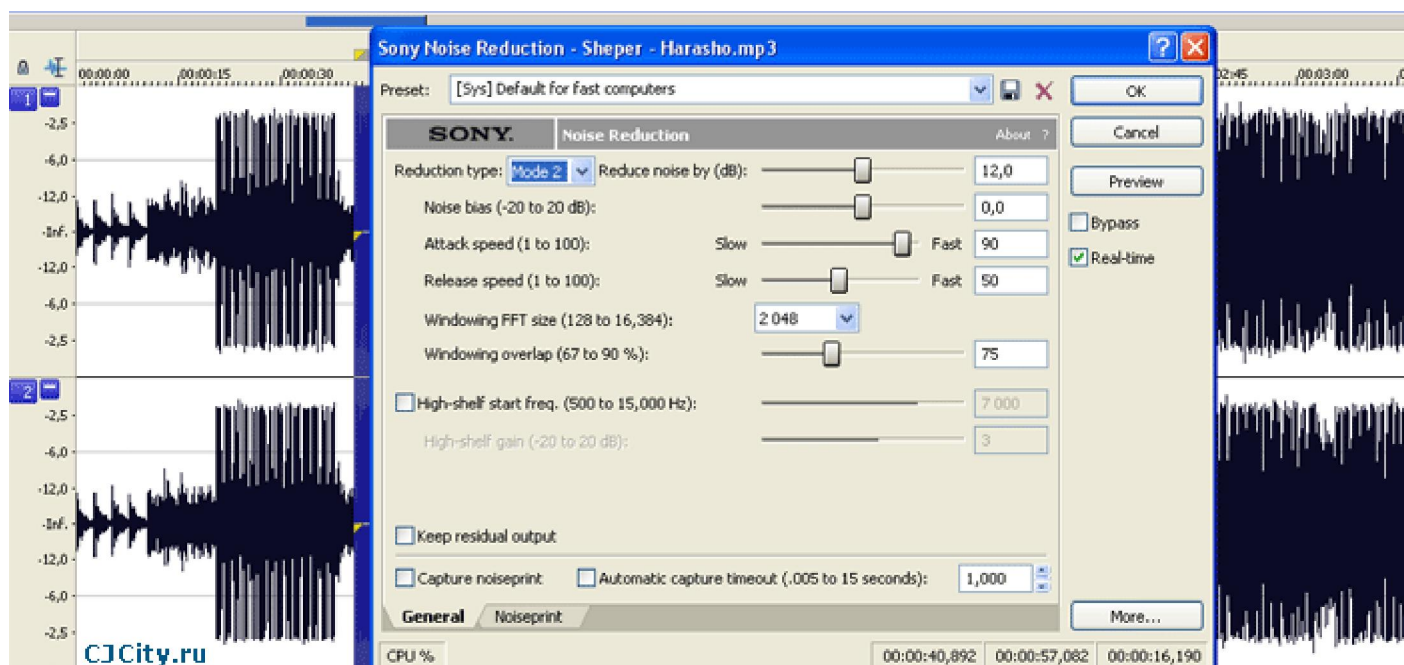 Sony Noise Reduction - Sheper - Harasho.mp3
00:00:00 00:00:15 00:00:30
02:45 00:03:00
Preset: [Sys] Default for fast computers
OK
SONY. Noise Reduction About ?
Cancel
Reduction type: Mode 2 Reduce noise by (dB): 12,0
Preview
Noise bias (-20 to 20 dB): 0,0
Bypass
Attack speed (1 to 100): Slow Fast 90
Real-time
Release speed (1 to 100): Slow Fast 50
Windowing FFT size (128 to 16,384): 2 048
Windowing overlap (67 to 90 %): 75
High-shelf start freq. (500 to 15,000 Hz): 7 000
High-shelf gain (-20 to 20 dB): 3
Keep residual output
Capture noiseprint Automatic capture timeout (.005 to 15 seconds): 1,000
General Noiseprint
More...
CPU % 00:00:40,892 00:00:57,082 00:00:16,190
1
-2,5
-6,0
-12,0
-Inf.
-12,0
-6,0
-2,5
2
-2,5
-6,0
-12,0
-Inf.
-12,0
-6,0
-2,5
CJCity.ru